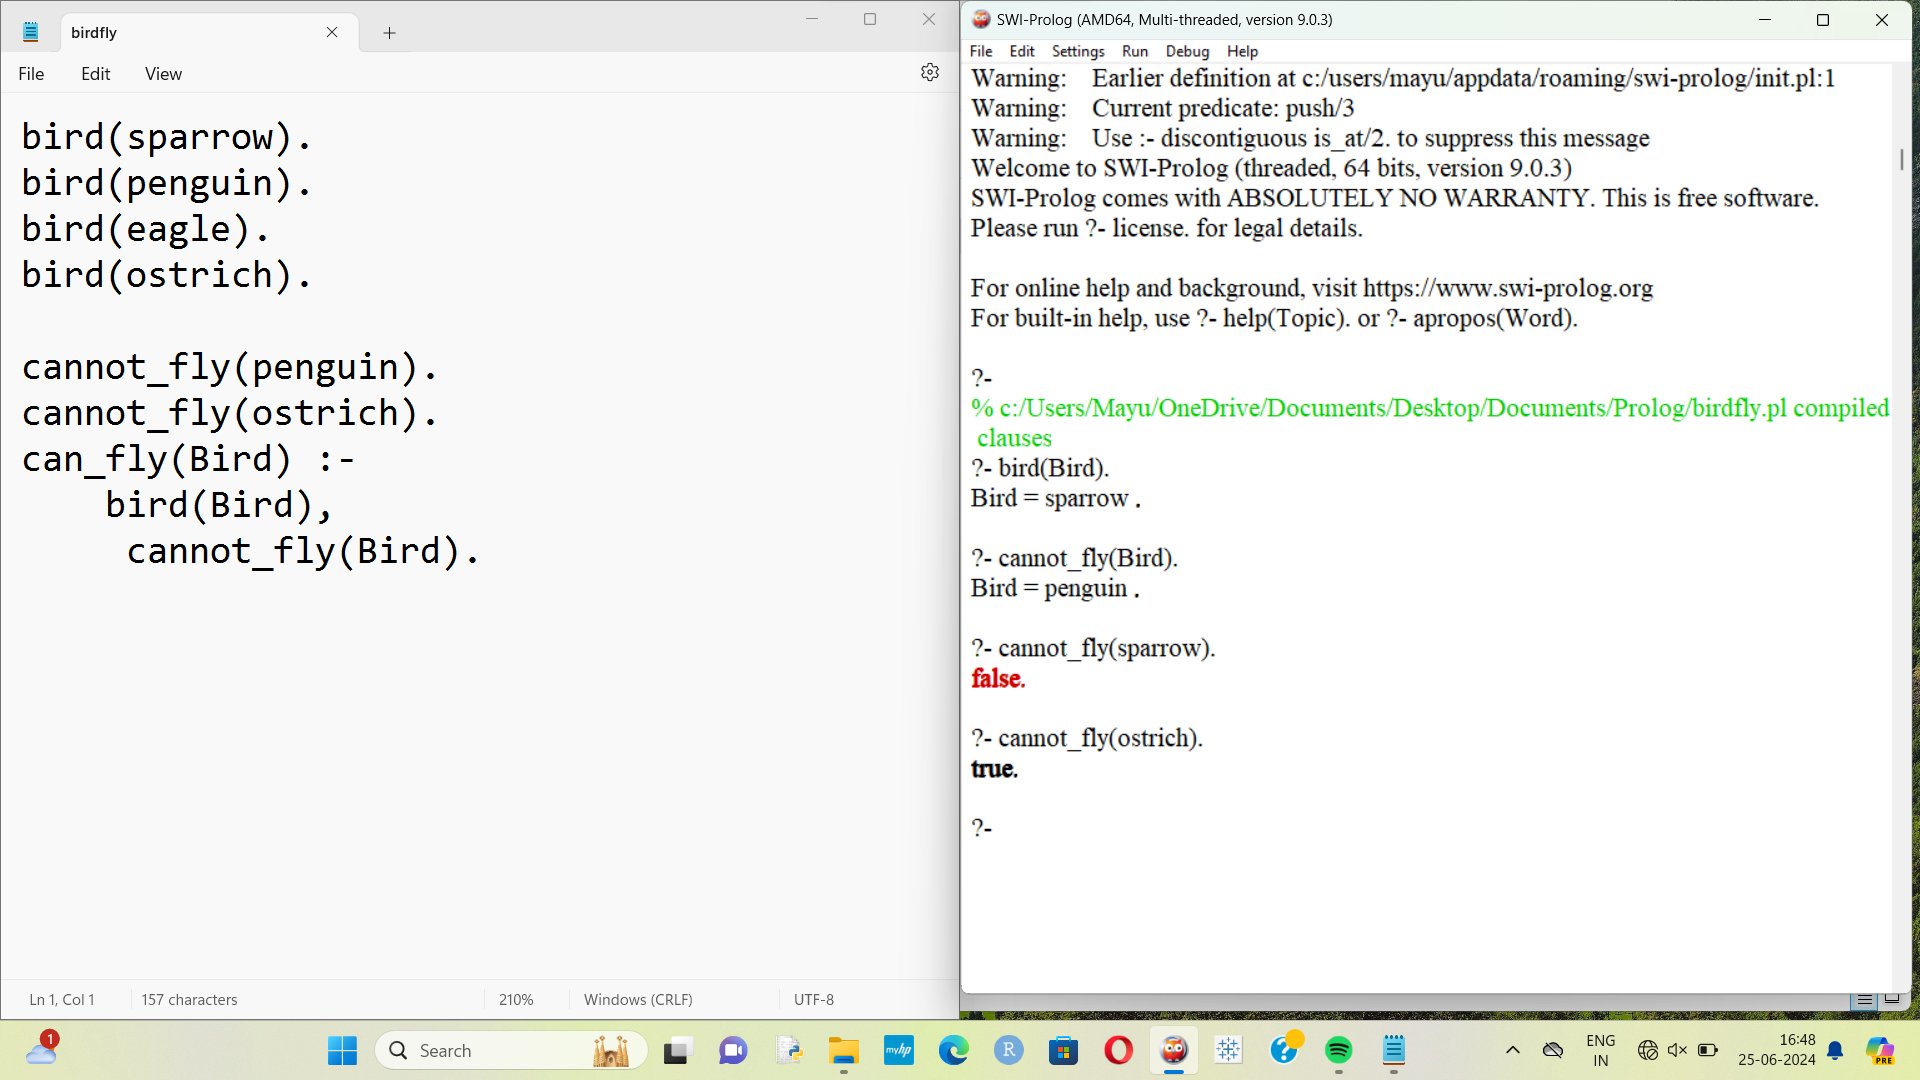 birdfly
File Edit View
bird(sparrow).
bird(penguin).
bird(eagle).
bird(ostrich).
cannot_fly(penguin).
cannot_fly(ostrich).
can_fly(Bird) :-
bird(Bird),
cannot_fly(Bird).
Ln 1, Col 1 157 characters 210% Windows (CRLF) UTF-8
SWI-Prolog (AMD64, Multi-threaded, version 9.0.3)
File Edit Settings Run Debug Help
Warning: Earlier definition at c:/users/mayu/appdata/roaming/swi-prolog/init.pl:1
Warning: Current predicate: push/3
Warning: Use :- discontiguous is_at/2. to suppress this message
Welcome to SWI-Prolog (threaded, 64 bits, version 9.0.3)
SWI-Prolog comes with ABSOLUTELY NO WARRANTY. This is free software.
Please run ?- license. for legal details.
For online help and background, visit https://www.swi-prolog.org
For built-in help, use ?- help(Topic). or ?- apropos(Word).
?-
% c:/Users/Mayu/OneDrive/Documents/Desktop/Documents/Prolog/birdfly.pl compiled
clauses
?- bird(Bird).
Bird = sparrow .
?- cannot_fly(Bird).
Bird = penguin .
?- cannot_fly(sparrow).
false.
?- cannot_fly(ostrich).
true.
?-
1
Search
myhp
R
?
ENG
IN
16:48
25-06-2024
PRE